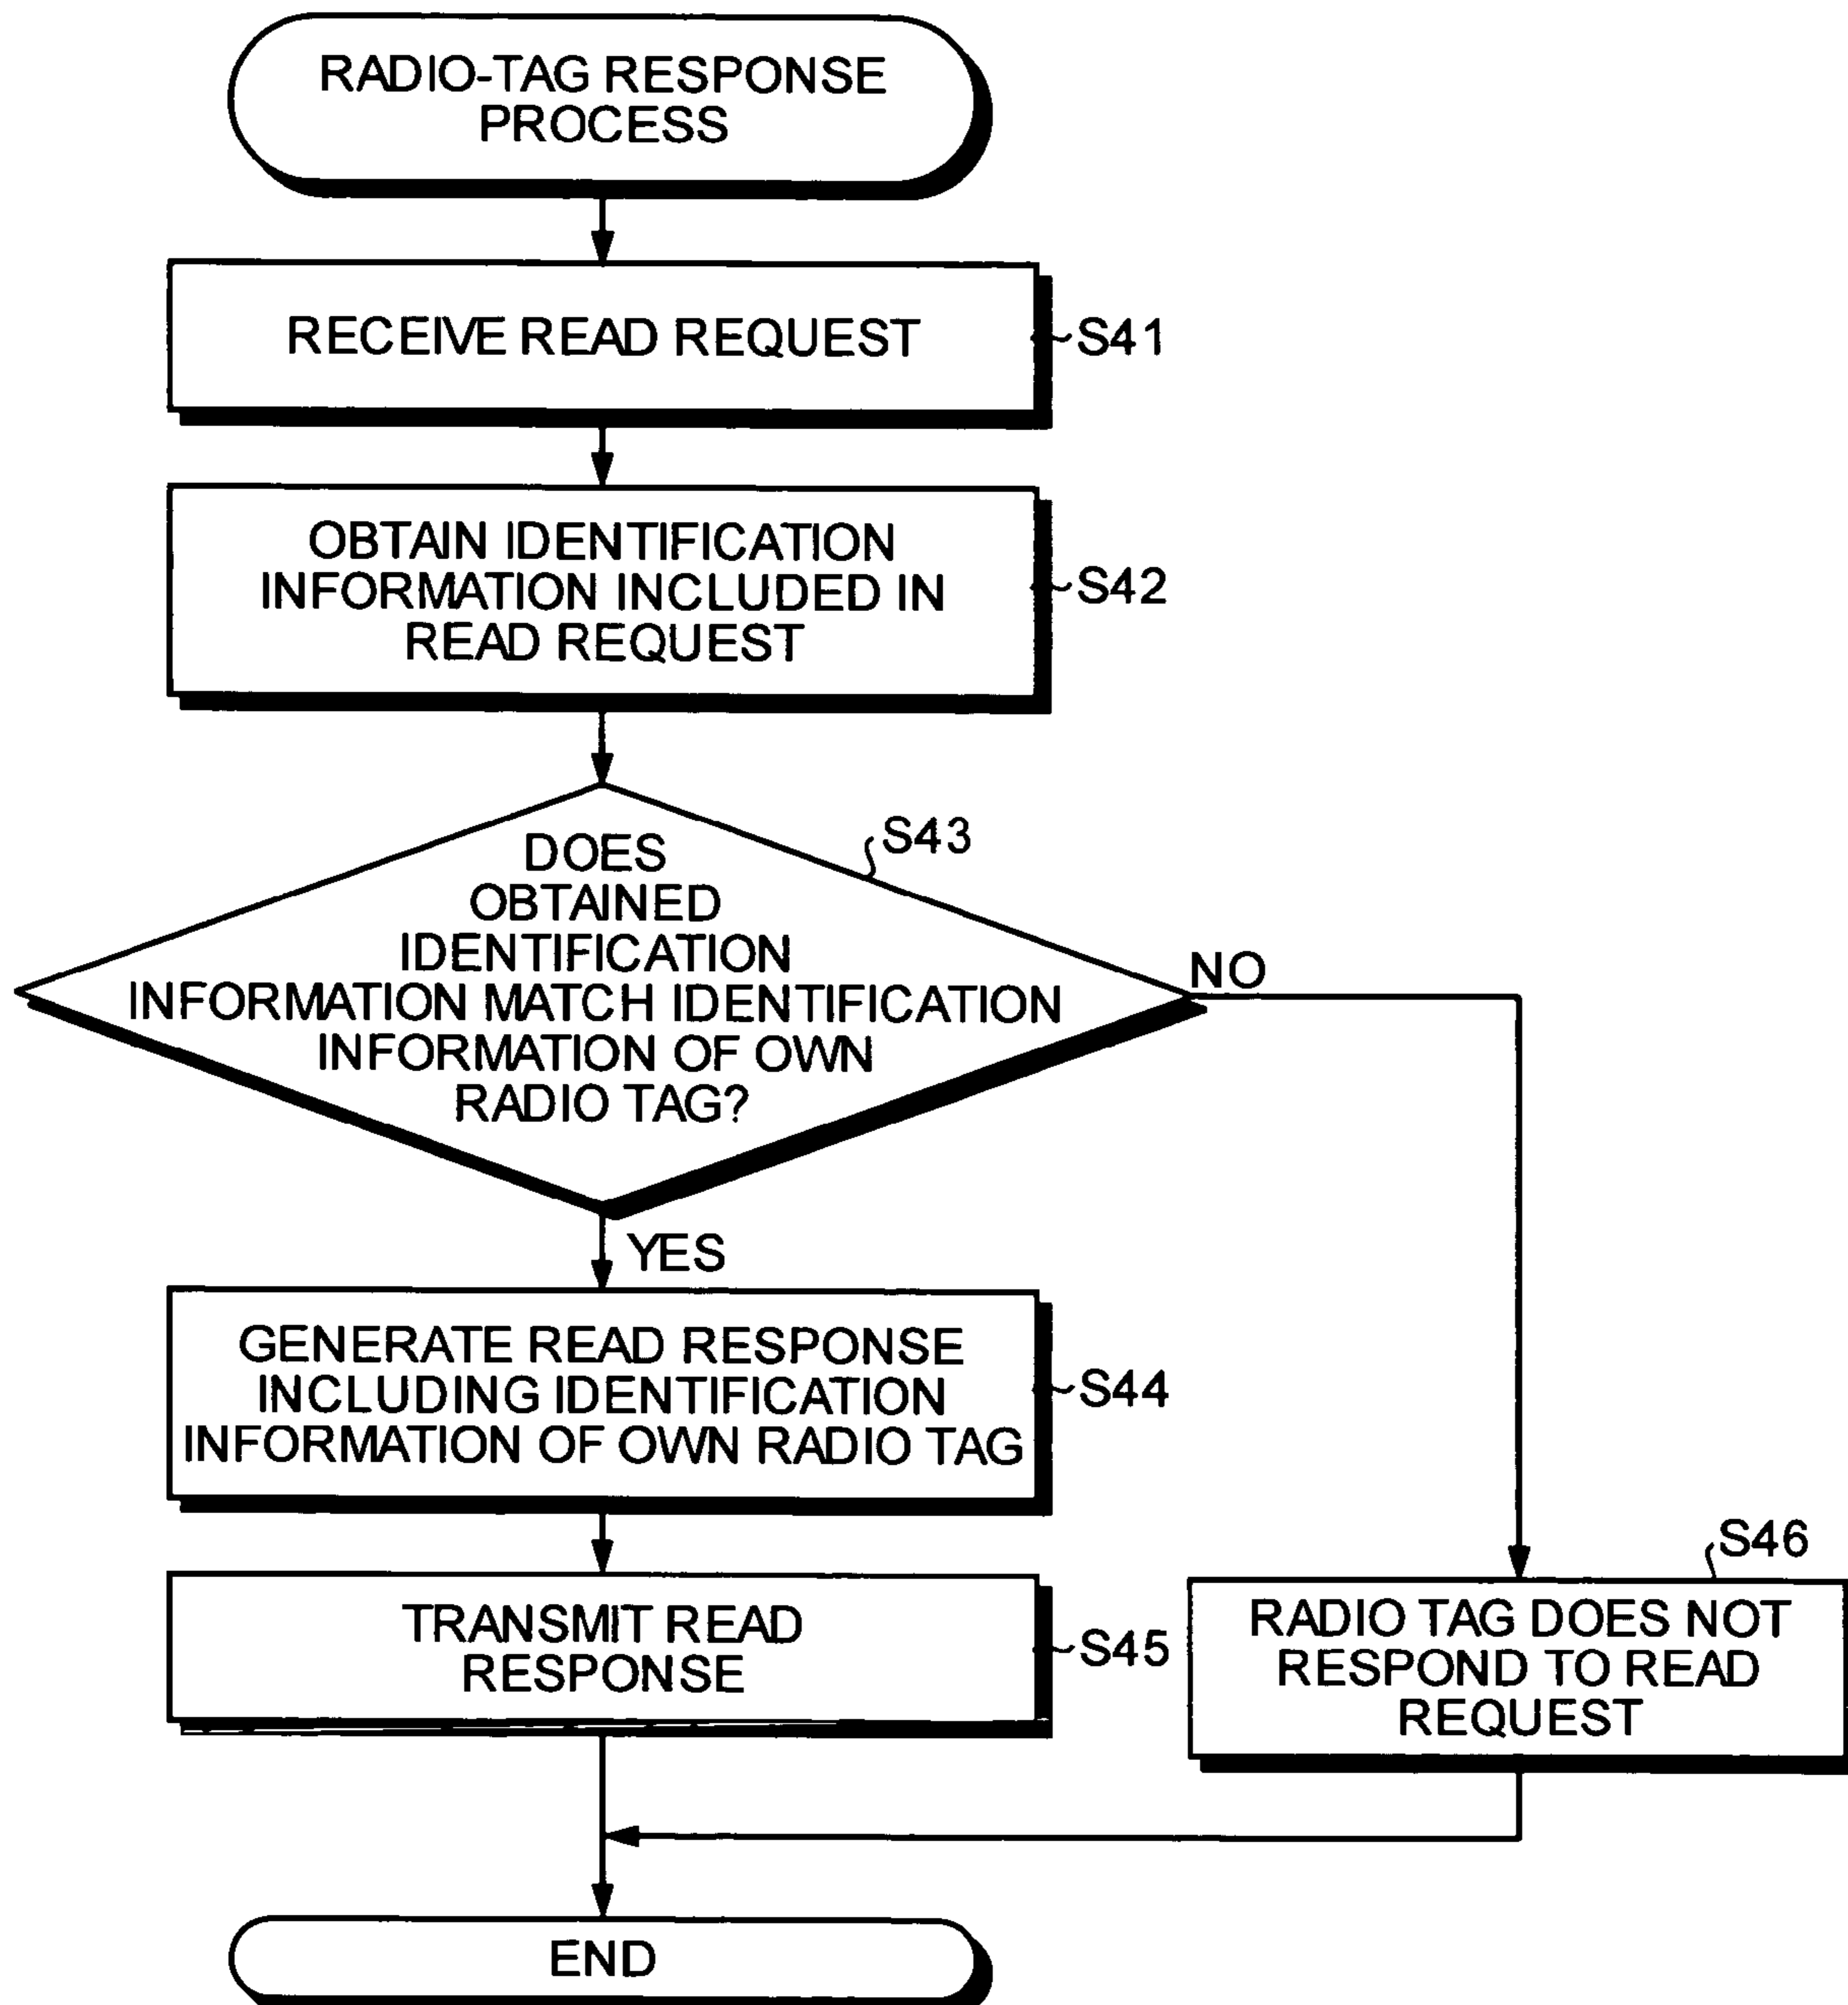 RADIO-TAG RESPONSE
PROCESS
RECEIVE READ REQUEST
S41
OBTAIN IDENTIFICATION
INFORMATION INCLUDED IN
READ REQUEST
S42
S43
DOES
OBTAINED
IDENTIFICATION
INFORMATION MATCH IDENTIFICATION
INFORMATION OF OWN
RADIO TAG?
NO
YES
GENERATE READ RESPONSE
INCLUDING IDENTIFICATION
INFORMATION OF OWN RADIO TAG
S44
TRANSMIT READ
RESPONSE
S45
S46
RADIO TAG DOES NOT
RESPOND TO READ
REQUEST
END